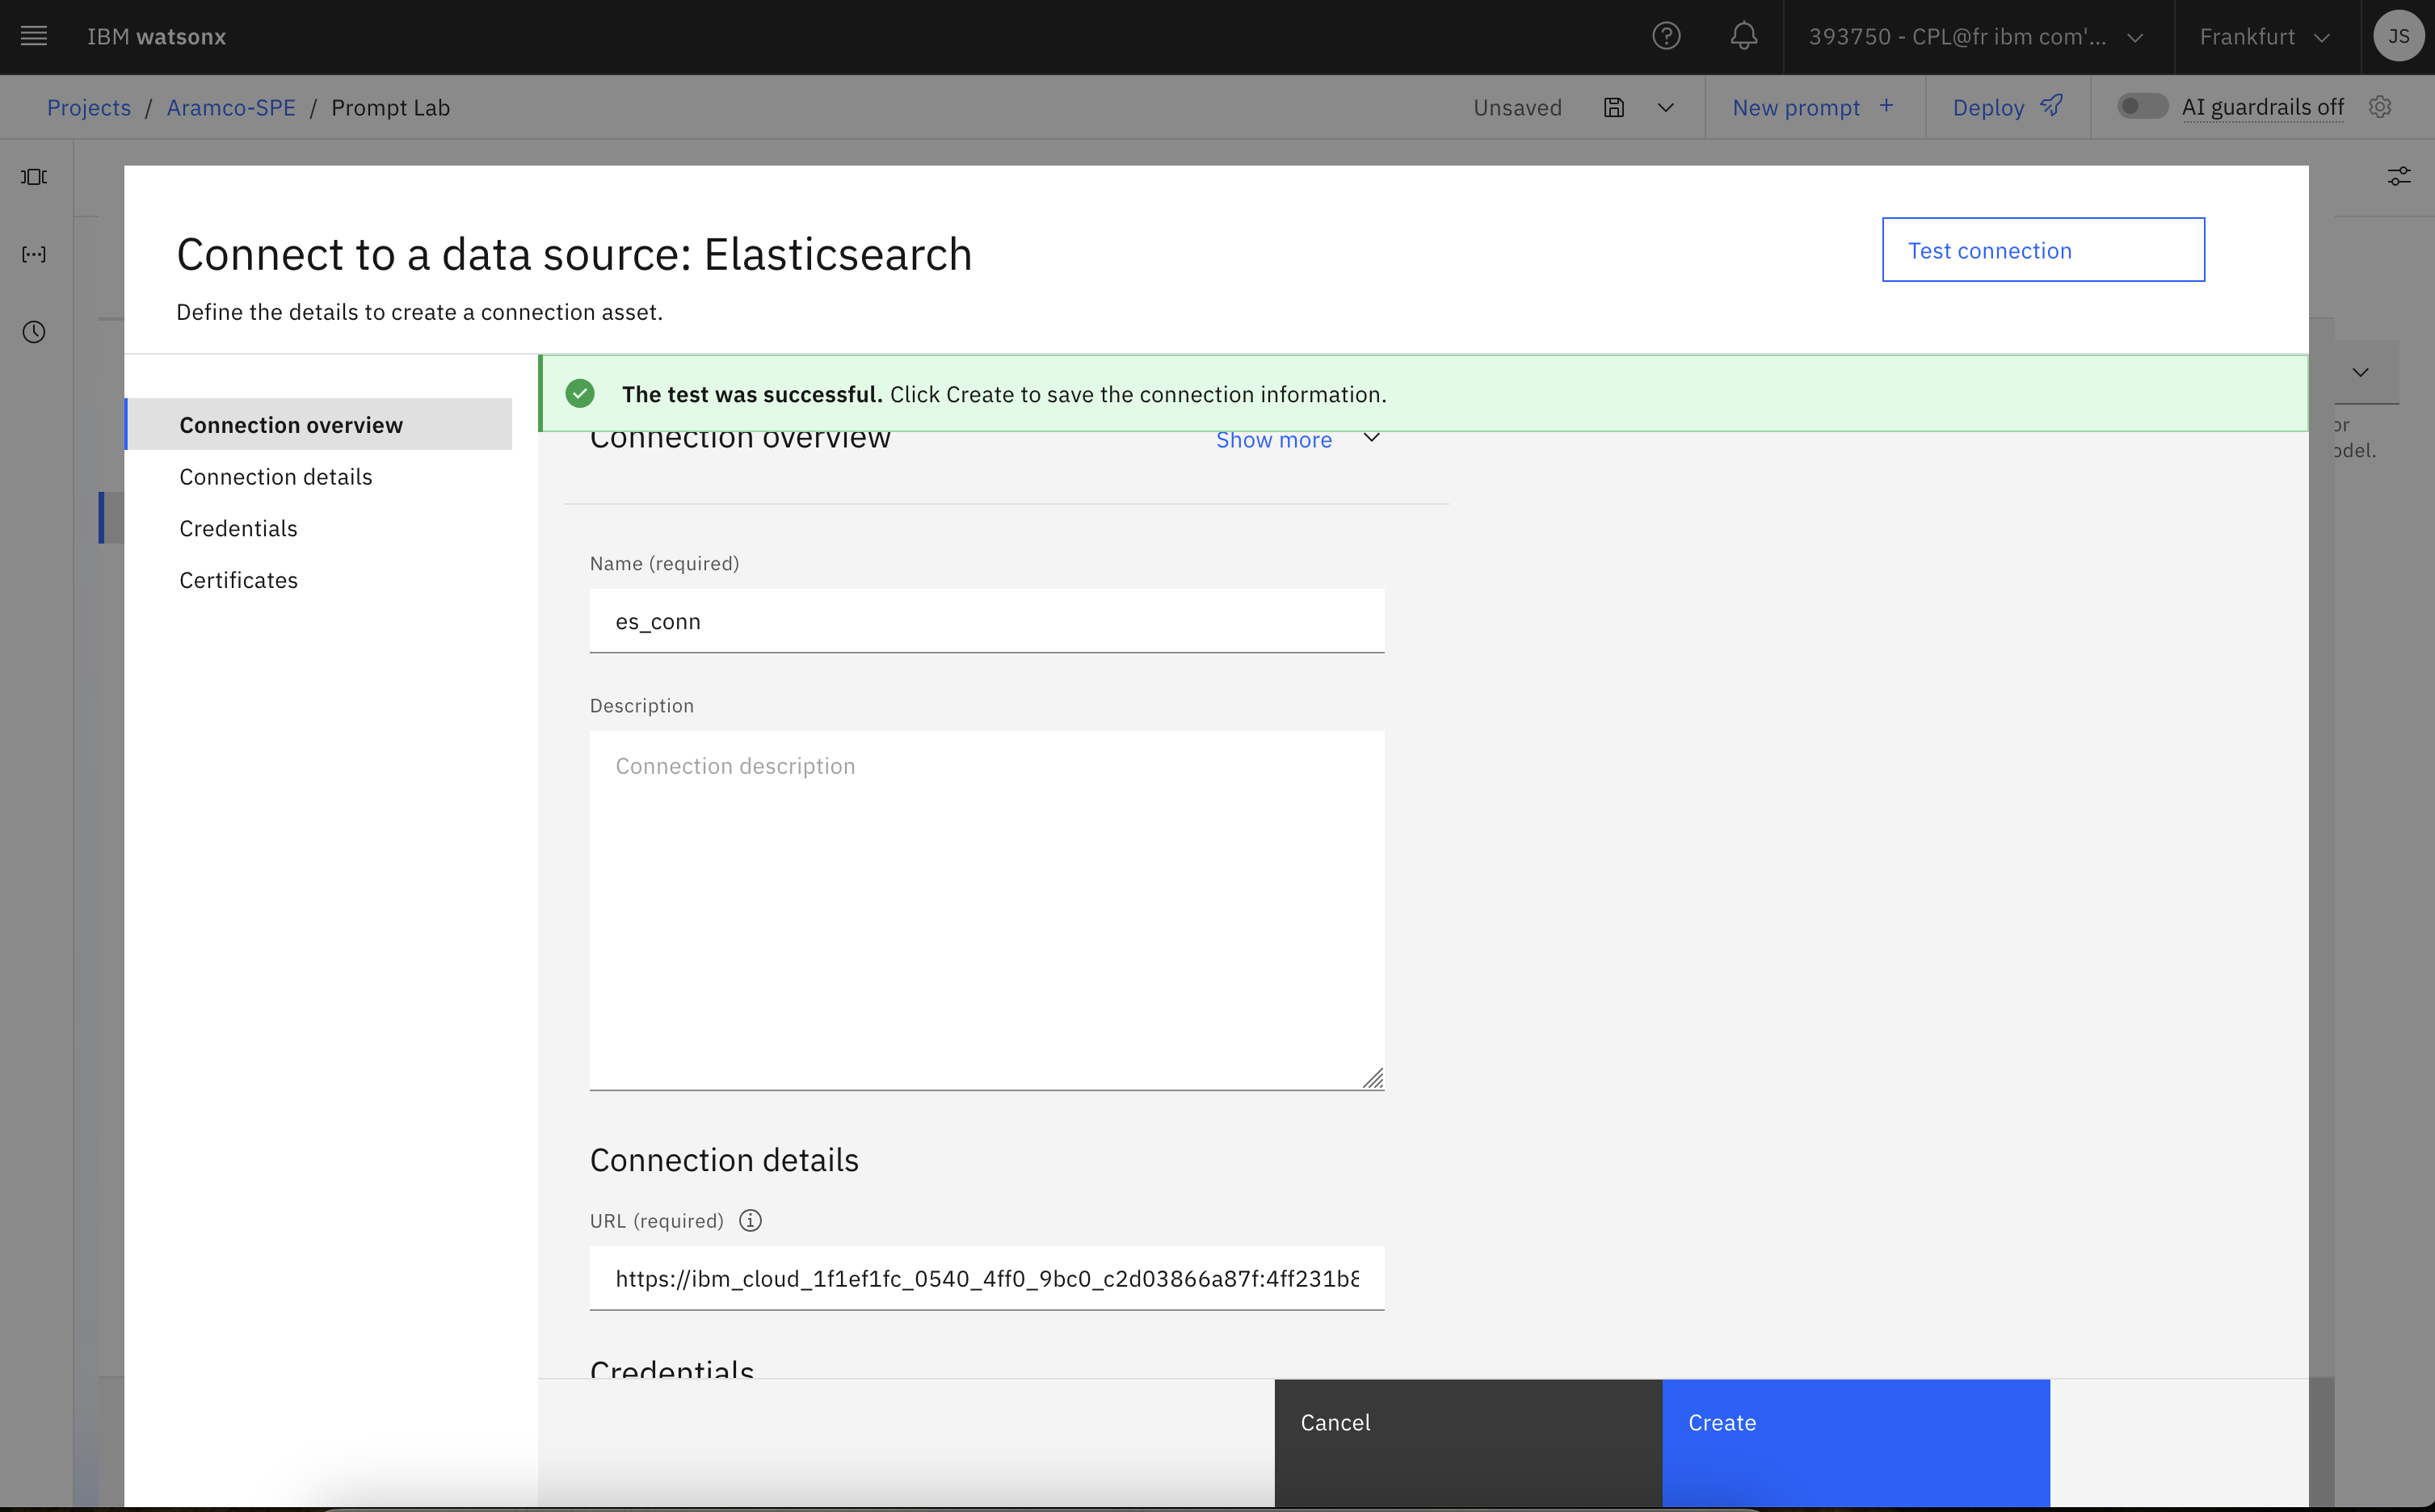 IBM watsonx
393750 - CPL@fr ibm com'...
Frankfurt
JS
Projects / Aramco-SPE / Prompt Lab
Unsaved
New prompt +
Deploy
AI guardrails off
Connect to a data source: Elasticsearch
Define the details to create a connection asset.
Test connection
Connection overview
Connection details
Credentials
Certificates
The test was successful. Click Create to save the connection information.
Connection overview
Show more
Name (required)
es_conn
Description
Connection description
Connection details
URL (required)
https://ibm_cloud_1f1ef1fc_0540_4ff0_9bc0_c2d03866a87f:4ff231b8
Credentials
Cancel
Create